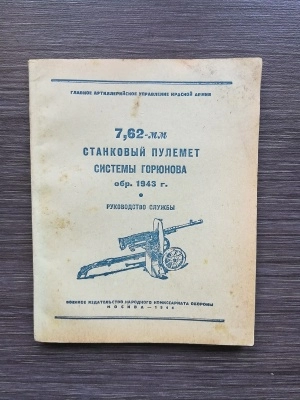 ГЛАВНОЕ АРТИЛЛЕРИЙСКОЕ УПРАВЛЕНИЕ КРАСНОЙ АРМИИ
7,62-мм
СТАНКОВЫЙ ПУЛЕМЕТ
СИСТЕМЫ ГОРЮНОВА
обр. 1943 г.
РУКОВОДСТВО СЛУЖБЫ
ВОЕННОЕ ИЗДАТЕЛЬСТВО НАРОДНОГО КОМИССАРИАТА ОБОРОНЫ
МОСКВА —